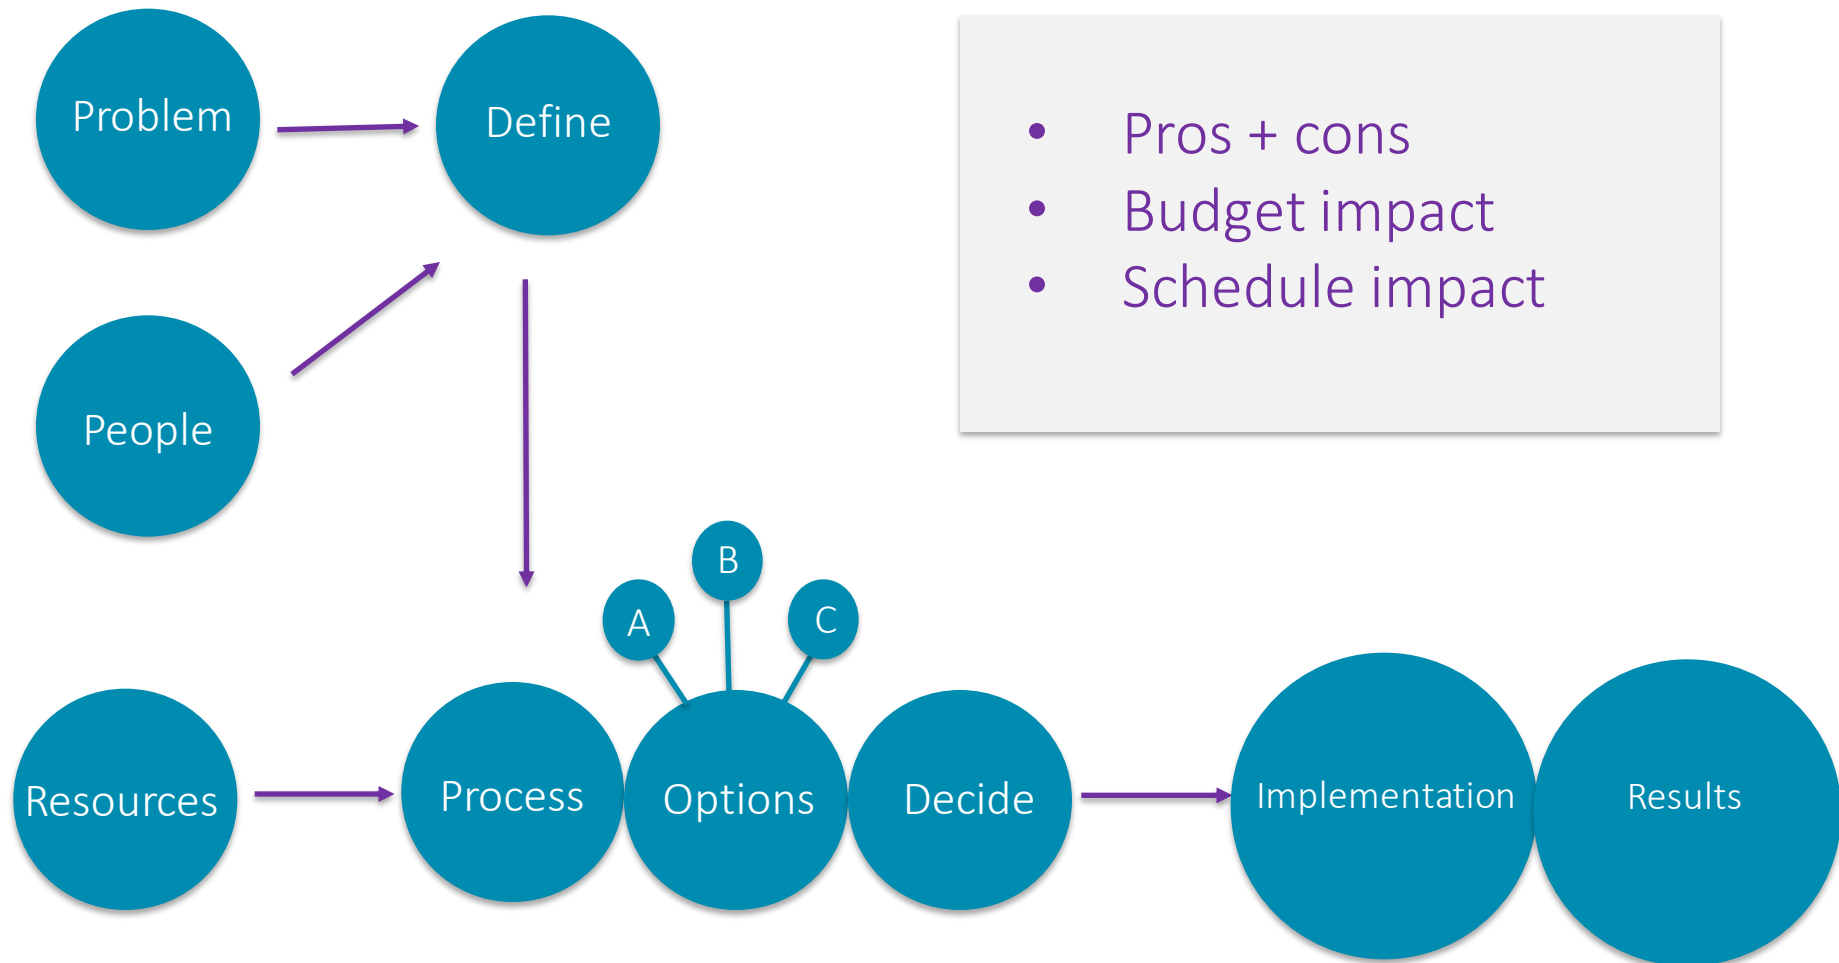 Problem
Define
• Pros + cons
• Budget impact
• Schedule impact
People
A
B
C
Resources
Process
Options
Decide
Implementation
Results